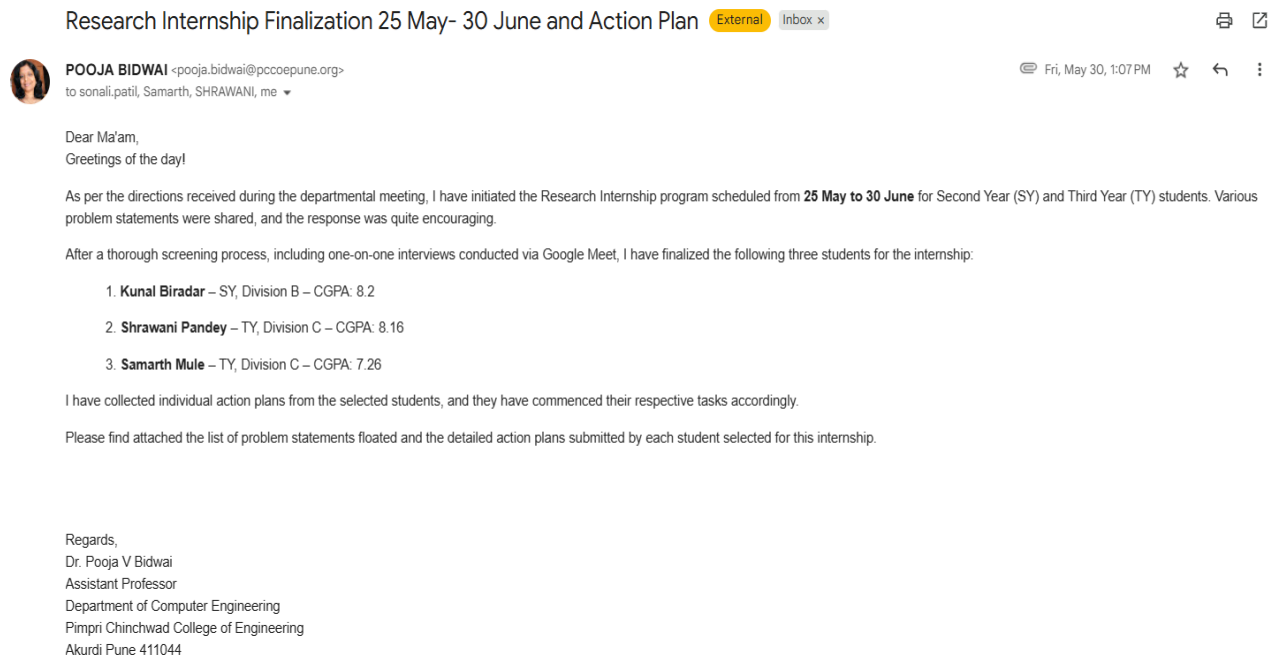 Research Internship Finalization 25 May- 30 June and Action Plan External Inbox ×
POOJA BIDWAI <pooja.bidwai@pccoepune.org> Fri, May 30, 1:07 PM
to sonali.patil, Samarth, SHRAWANI, me
Dear Ma'am,
Greetings of the day!
As per the directions received during the departmental meeting, I have initiated the Research Internship program scheduled from 25 May to 30 June for Second Year (SY) and Third Year (TY) students. Various
problem statements were shared, and the response was quite encouraging.
After a thorough screening process, including one-on-one interviews conducted via Google Meet, I have finalized the following three students for the internship:
1. Kunal Biradar – SY, Division B – CGPA: 8.2
2. Shrawani Pandey – TY, Division C – CGPA: 8.16
3. Samarth Mule – TY, Division C – CGPA: 7.26
I have collected individual action plans from the selected students, and they have commenced their respective tasks accordingly.
Please find attached the list of problem statements floated and the detailed action plans submitted by each student selected for this internship.
Regards,
Dr. Pooja V Bidwai
Assistant Professor
Department of Computer Engineering
Pimpri Chinchwad College of Engineering
Akurdi Pune 411044